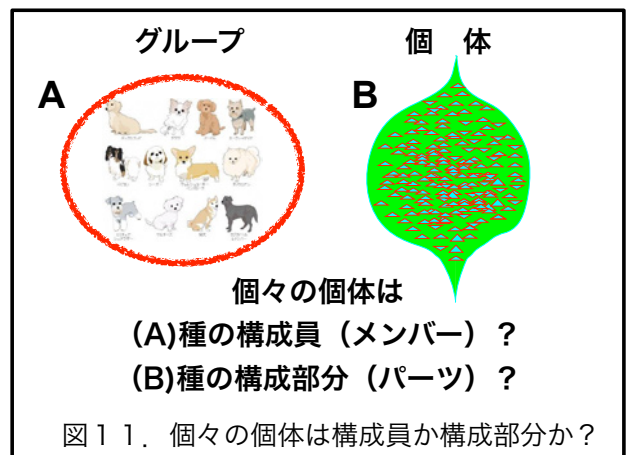 グループ
個　体
A
B
個々の個体は
(A)種の構成員（メンバー）？
(B)種の構成部分（パーツ）？
図１１．個々の個体は構成員か構成部分か？